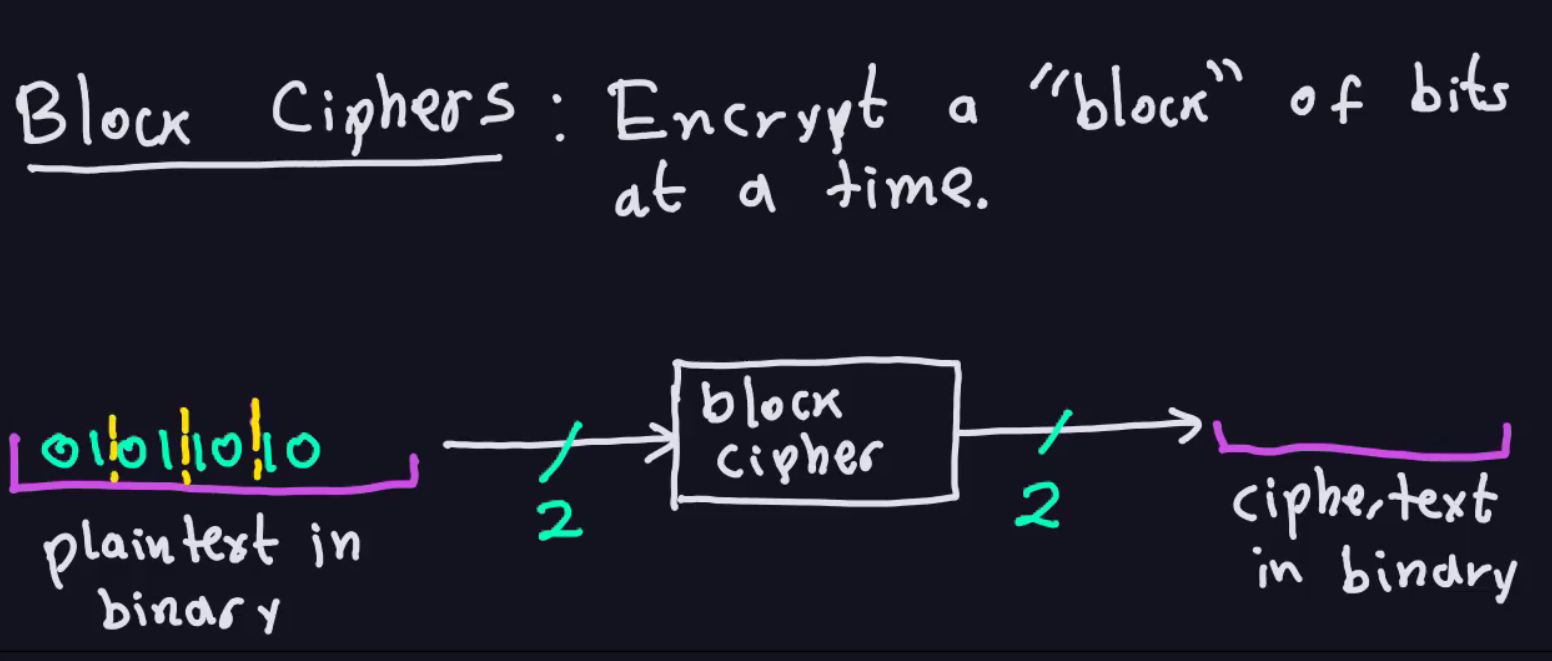 Block Ciphers: Encrypt a "block" of bits
at a time.
01 01 10 10
block
cipher
2
2
plaintext in
binary
ciphertext
in binary